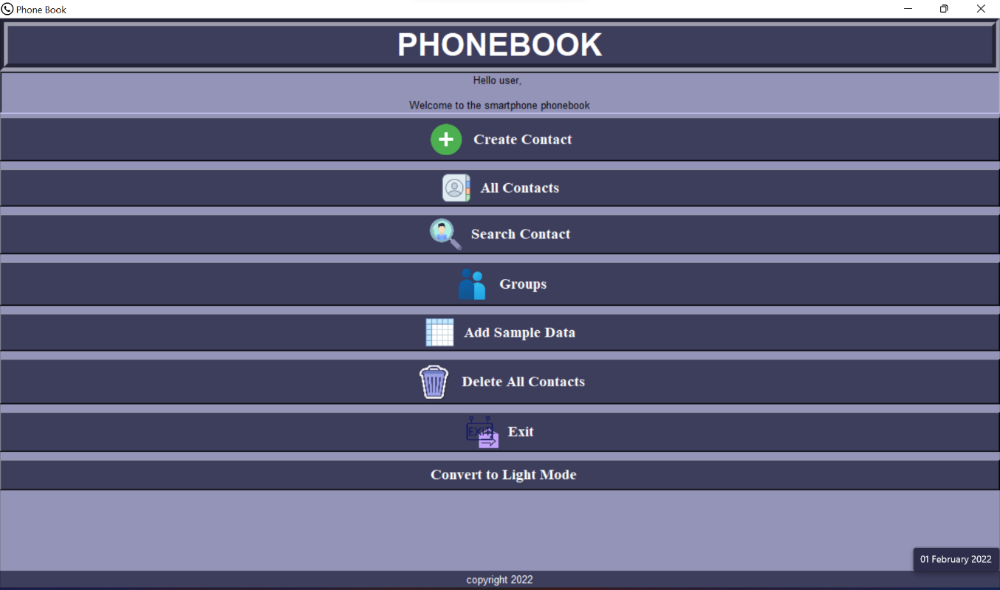 Phone Book
PHONEBOOK
Hello user,
Welcome to the smartphone phonebook
Create Contact
All Contacts
Search Contact
Groups
Add Sample Data
Delete All Contacts
EXIT Exit
Convert to Light Mode
01 February 2022
copyright 2022